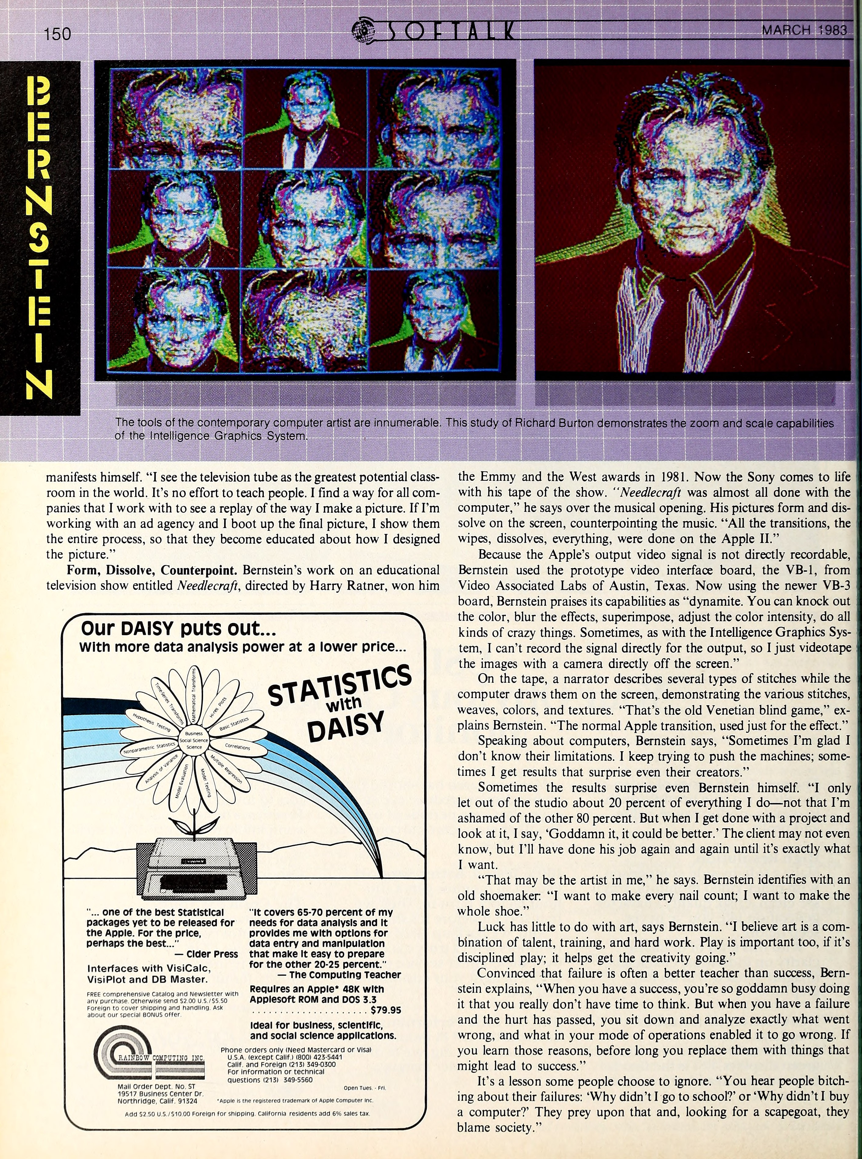 150
SOFTALK
MARCH 1983
BERNSTEIN
The tools of the contemporary computer artist are innumerable. This study of Richard Burton demonstrates the zoom and scale capabilities
of the Intelligence Graphics System.
manifests himself. “I see the television tube as the greatest potential class-
room in the world. It's no effort to teach people. I find a way for all com-
panies that I work with to see a replay of the way I make a picture. If I'm
working with an ad agency and I boot up the final picture, I show them
the entire process, so that they become educated about how I designed
the picture.”
Form, Dissolve, Counterpoint. Bernstein's work on an educational
television show entitled Needlecraft, directed by Harry Ratner, won him
the Emmy and the West awards in 1981. Now the Sony comes to life
with his tape of the show. “Needlecraft was almost all done with the
computer,” he says over the musical opening. His pictures form and dis-
solve on the screen, counterpointing the music. “All the transitions, the
wipes, dissolves, everything, were done on the Apple II.”
Because the Apple's output video signal is not directly recordable,
Bernstein used the prototype video interface board, the VB-1, from
Video Associated Labs of Austin, Texas. Now using the newer VB-3
board, Bernstein praises its capabilities as “dynamite. You can knock out
the color, blur the effects, superimpose, adjust the color intensity, do all
kinds of crazy things. Sometimes, as with the Intelligence Graphics Sys-
tem, I can't record the signal directly for the output, so I just videotape
the images with a camera directly off the screen.”
On the tape, a narrator describes several types of stitches while the
computer draws them on the screen, demonstrating the various stitches,
weaves, colors, and textures. “That's the old Venetian blind game,” ex-
plains Bernstein. “The normal Apple transition, used just for the effect.”
Speaking about computers, Bernstein says, “Sometimes I'm glad I
don't know their limitations. I keep trying to push the machines; some-
times I get results that surprise even their creators.”
Sometimes the results surprise even Bernstein himself. “I only
let out of the studio about 20 percent of everything I do—not that I'm
ashamed of the other 80 percent. But when I get done with a project and
look at it, I say, ‘Goddamn it, it could be better.’ The client may not even
know, but I'll have done his job again and again until it's exactly what
I want.
“That may be the artist in me,” he says. Bernstein identifies with an
old shoemaker: “I want to make every nail count; I want to make the
whole shoe.”
Luck has little to do with art, says Bernstein. “I believe art is a com-
bination of talent, training, and hard work. Play is important too, if it's
disciplined play; it helps get the creativity going.”
Convinced that failure is often a better teacher than success, Bern-
stein explains, “When you have a success, you're so goddamn busy doing
it that you really don't have time to think. But when you have a failure
and the hurt has passed, you sit down and analyze exactly what went
wrong, and what in your mode of operations enabled it to go wrong. If
you learn those reasons, before long you replace them with things that
might lead to success.”
It's a lesson some people choose to ignore. “You hear people bitch-
ing about their failures: ‘Why didn't I go to school?’ or ‘Why didn't I buy
a computer?’ They prey upon that and, looking for a scapegoat, they
blame society.”
Our DAISY puts out...
With more data analysis power at a lower price...
STATISTICS
with
DAISY
Time Series Transforms
Mathematical Transforms
X-Y Plots
Hypothesis Testing
Basic Statistics
Business
Social Science
Science
Nonparametric Statistics
Correlations
Analysis of Variance
Multiple Regression
Model Testing
"... one of the best Statistical
packages yet to be released for
the Apple. For the price,
perhaps the best..."
— Cider Press
Interfaces with VisiCalc,
VisiPlot and DB Master.
FREE comprehensive Catalog and Newsletter with
any purchase. Otherwise send $2.00 U.S./$5.50
Foreign to cover shipping and handling. Ask
about our special BONUS offer.
"It covers 65-70 percent of my
needs for data analysis and it
provides me with options for
data entry and manipulation
that make it easy to prepare
for the other 20-25 percent."
— The Computing Teacher
Requires an Apple* 48K with
Applesoft ROM and DOS 3.3
. . . . . . . . . . . . . . . . . . . . $79.95
Ideal for business, scientific,
and social science applications.
RAINBOW COMPUTING INC.
Mail Order Dept. No. ST
19517 Business Center Dr.
Northridge, Calif. 91324
Phone orders only (Need Mastercard or Visa)
U.S.A. (except Calif.) (800) 423-5441
Calif. and Foreign (213) 349-0300
For information or technical
questions (213) 349-5560
Open Tues. - Fri.
*Apple is the registered trademark of Apple Computer Inc.
Add $2.50 U.S./$10.00 Foreign for shipping. California residents add 6% sales tax.